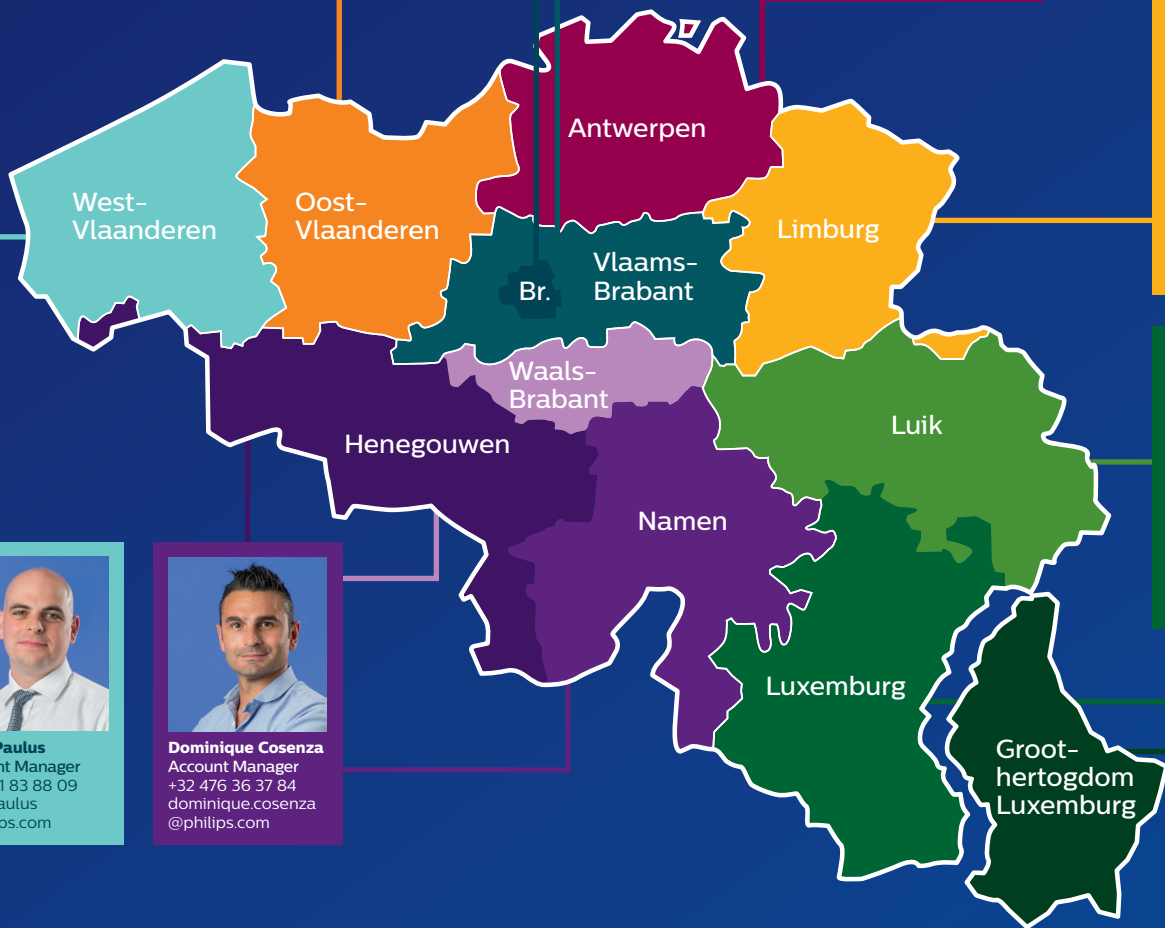 Antwerpen
West-
Vlaanderen
Oost-
Vlaanderen
Limburg
Vlaams-
Brabant
Br.
Waals-
Brabant
Luik
Henegouwen
Namen
Luxemburg
Groot-
hertogdom
Luxemburg
Paulus
nt Manager
1 83 88 09
aulus
ps.com
Dominique Cosenza
Account Manager
+32 476 36 37 84
dominique.cosenza
@philips.com